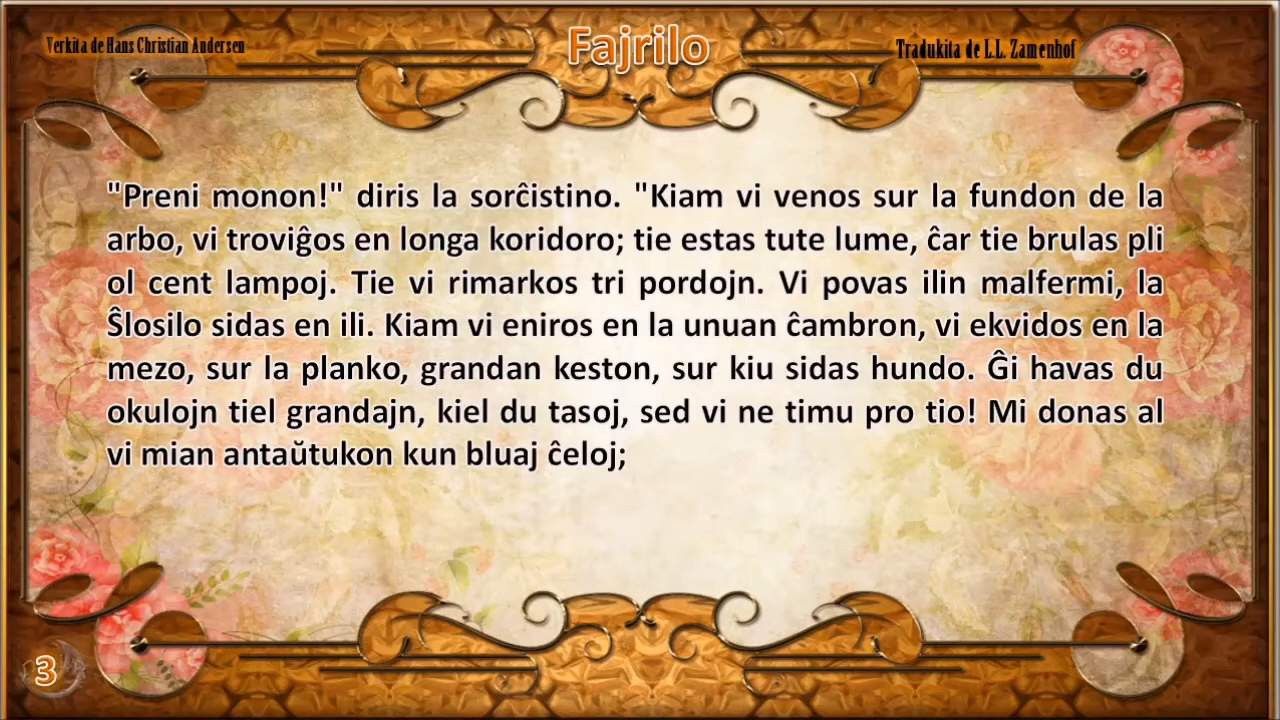 Verkita de Hans Christian Andersen
Fajrilo
Tradukita de L.L. Zamenhof
"Preni monon!" diris la sorĉistino. "Kiam vi venos sur la fundon de la
arbo, vi troviĝos en longa koridoro; tie estas tute lume, ĉar tie brulas pli
ol cent lampoj. Tie vi rimarkos tri pordojn. Vi povas ilin malfermi, la
Ŝlosilo sidas en ili. Kiam vi eniros en la unuan ĉambron, vi ekvidos en la
mezo, sur la planko, grandan keston, sur kiu sidas hundo. Ĝi havas du
okulojn tiel grandajn, kiel du tasoj, sed vi ne timu pro tio! Mi donas al
vi mian antaŭtukon kun bluaj ĉeloj;
3